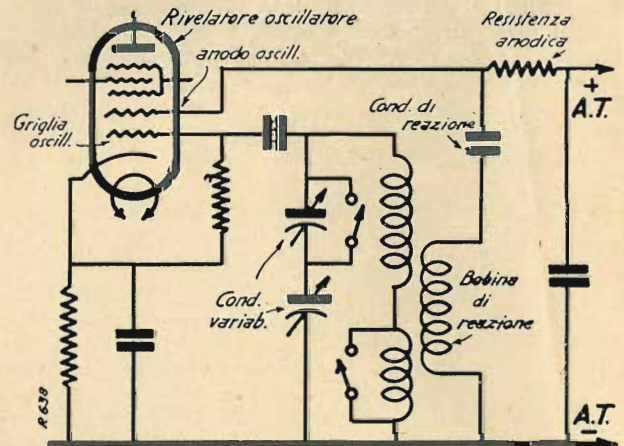 Rivelatore oscillatore
anodo oscill.
Resistenza
anodica
+
A.T.
Cond. di
reazione
Griglia
oscill.
Cond.
variab.
Bobina
di
reazione
R 638
A.T.
−